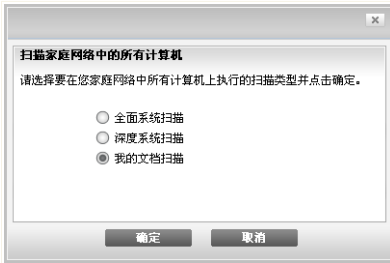 扫描家庭网络中的所有计算机
请选择要在您家庭网络中所有计算机上执行的扫描类型并点击确定。
全面系统扫描
深度系统扫描
我的文档扫描
确定 取消